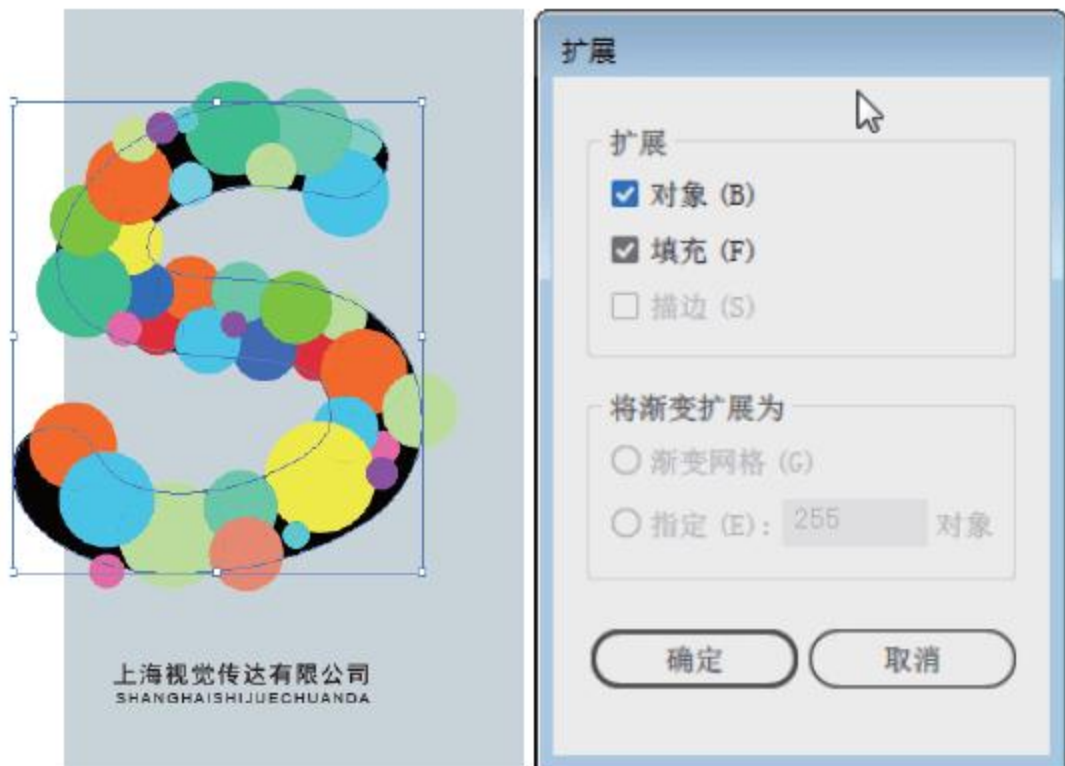 上海视觉传达有限公司
SHANGHAISHIJUECHUANDA
扩展
扩展
对象 (B)
填充 (F)
描边 (S)
将渐变扩展为
渐变网格 (G)
指定 (E): 255 对象
确定 取消